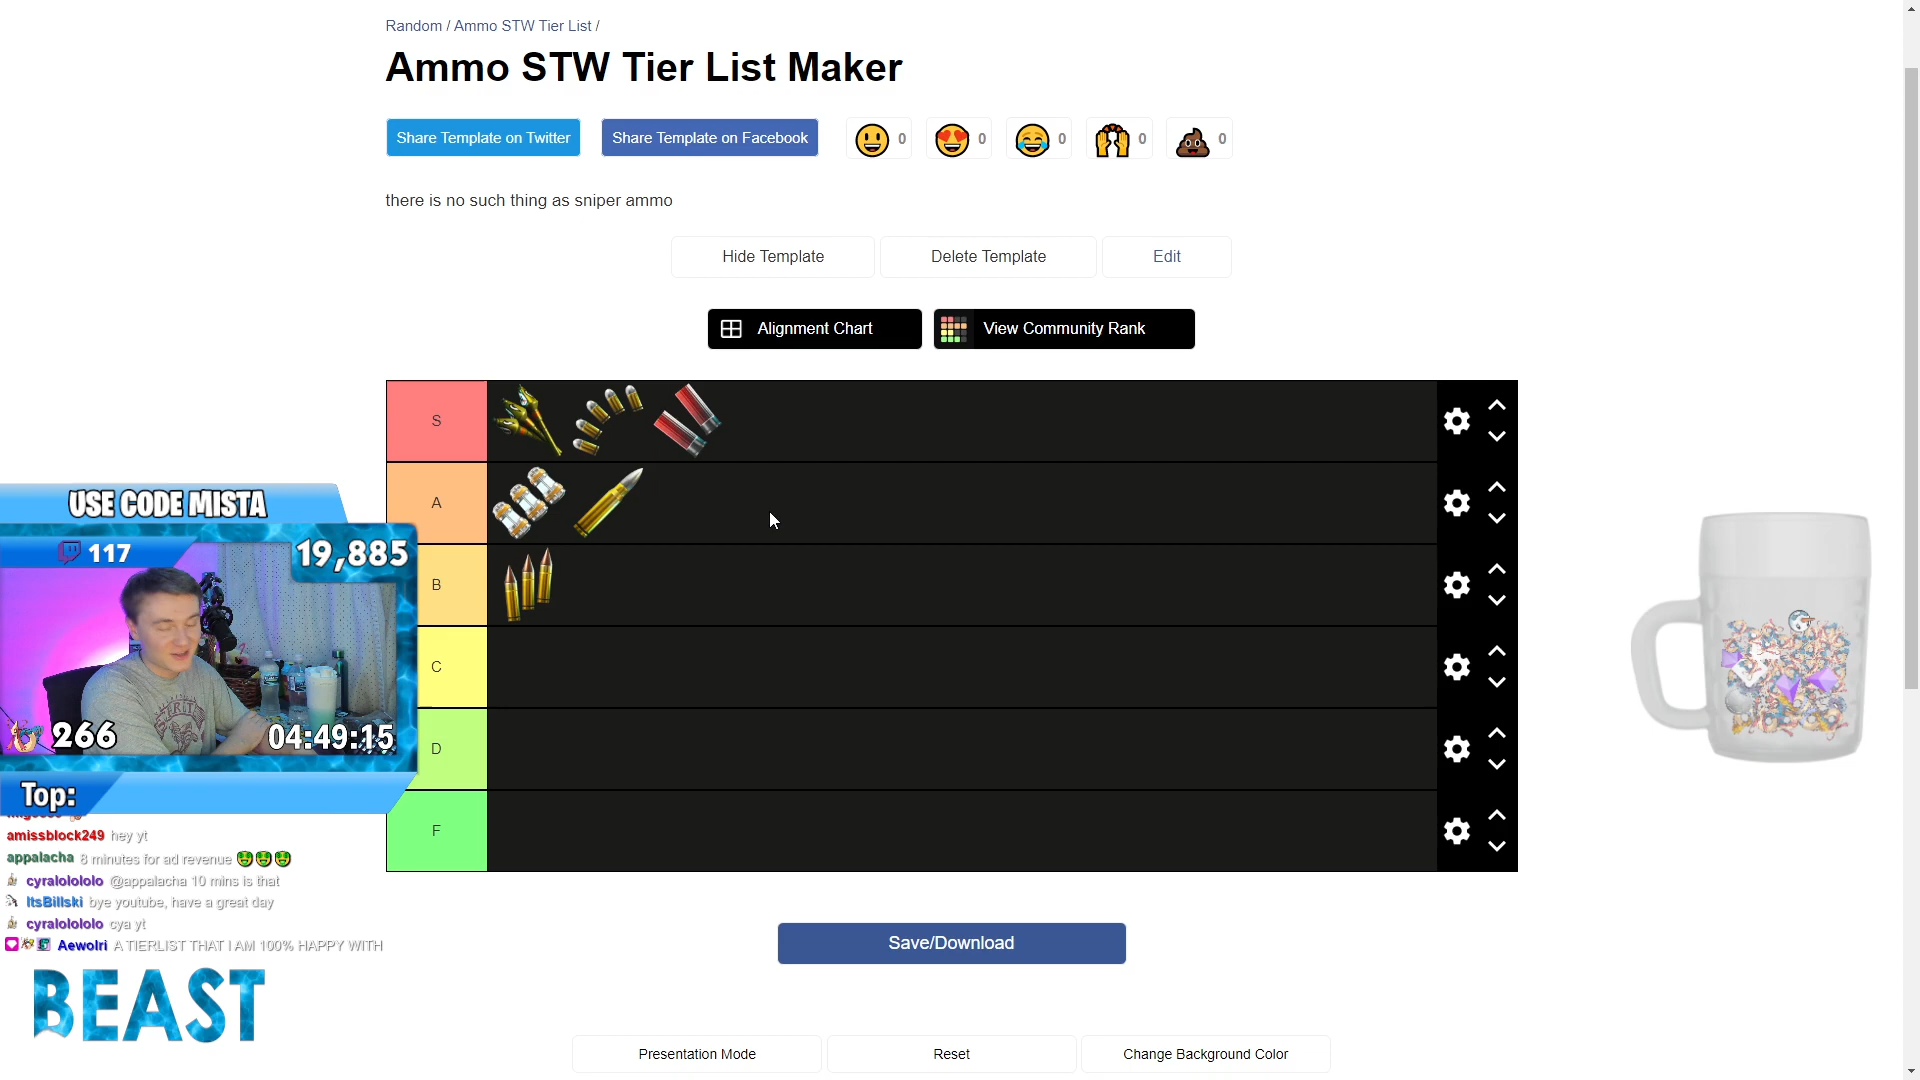 Random / Ammo STW Tier List /
Ammo STW Tier List Maker
Share Template on Twitter
Share Template on Facebook
0
0
0
0
0
there is no such thing as sniper ammo
Hide Template
Delete Template
Edit
Alignment Chart
View Community Rank
S
A
B
C
D
F
USE CODE MISTA
117
19,885
266
04:49:15
Top:
amissblock249 hey yt
appalacha 8 minutes for ad revenue
cyralolololo @appalacha 10 mins is that
ItsBillski bye youtube, have a great day
cyralolololo cya yt
Aewolri A TIERLIST THAT I AM 100% HAPPY WITH
BEAST
Save/Download
Presentation Mode
Reset
Change Background Color